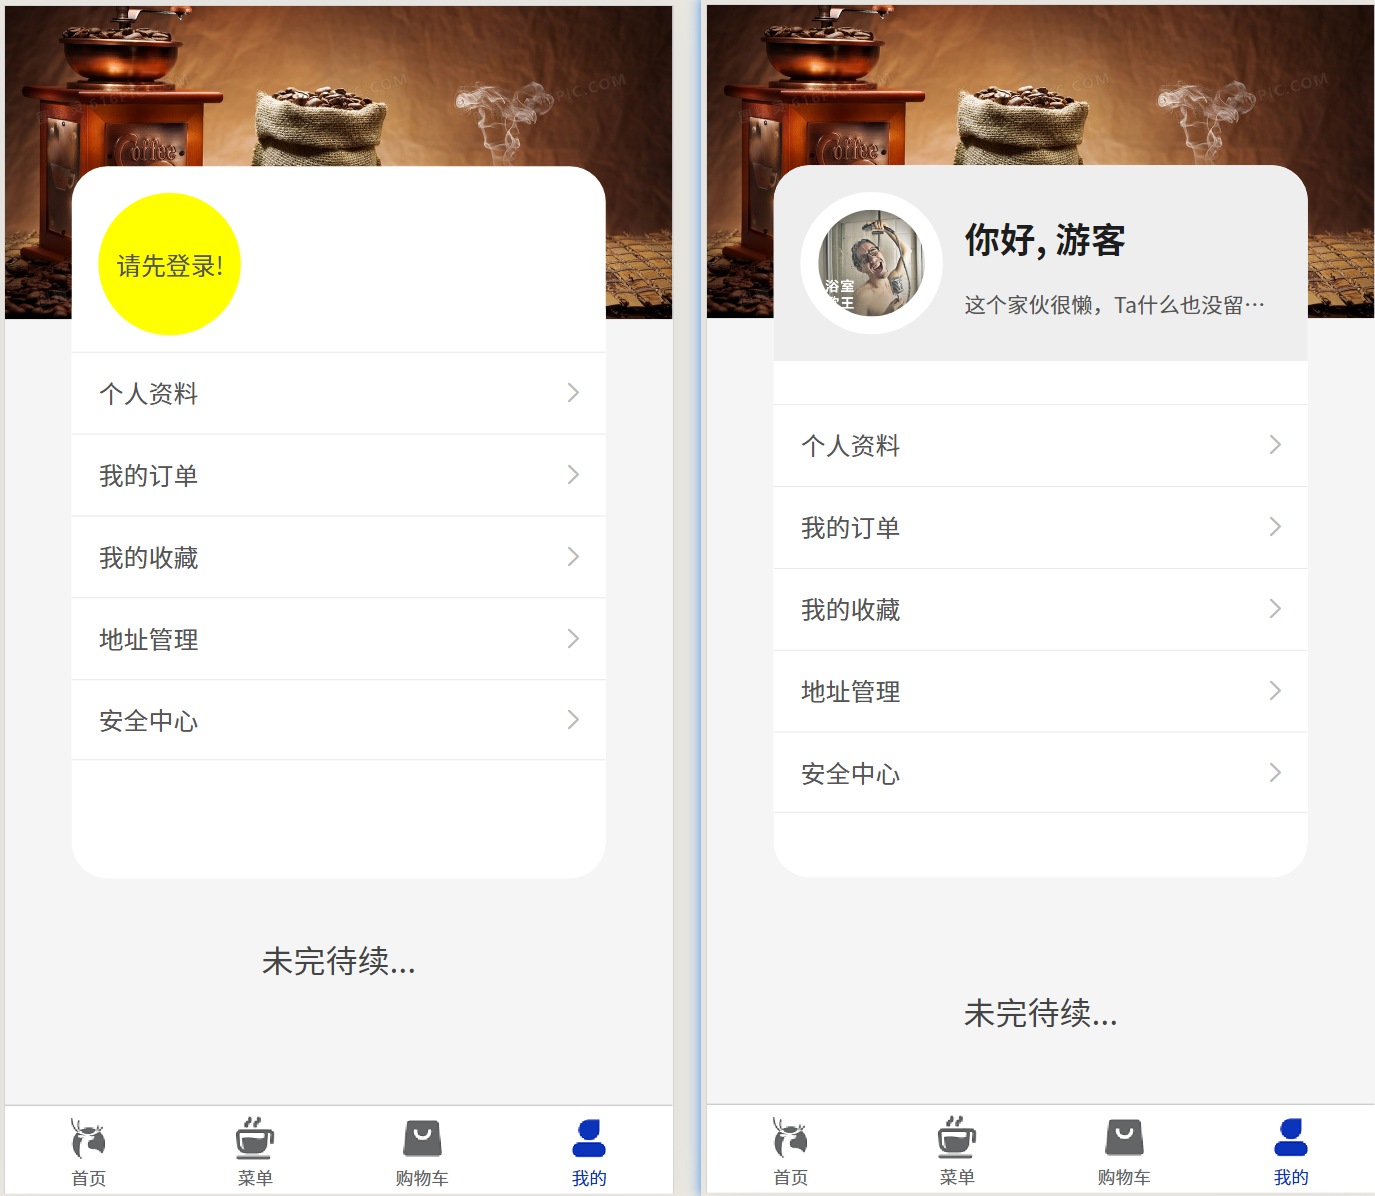 Coffee
请先登录!
个人资料
我的订单
我的收藏
地址管理
安全中心
未完待续...
首页
菜单
购物车
我的
Coffee
浴室
王
你好, 游客
这个家伙很懒，Ta什么也没留…
个人资料
我的订单
我的收藏
地址管理
安全中心
未完待续...
首页
菜单
购物车
我的